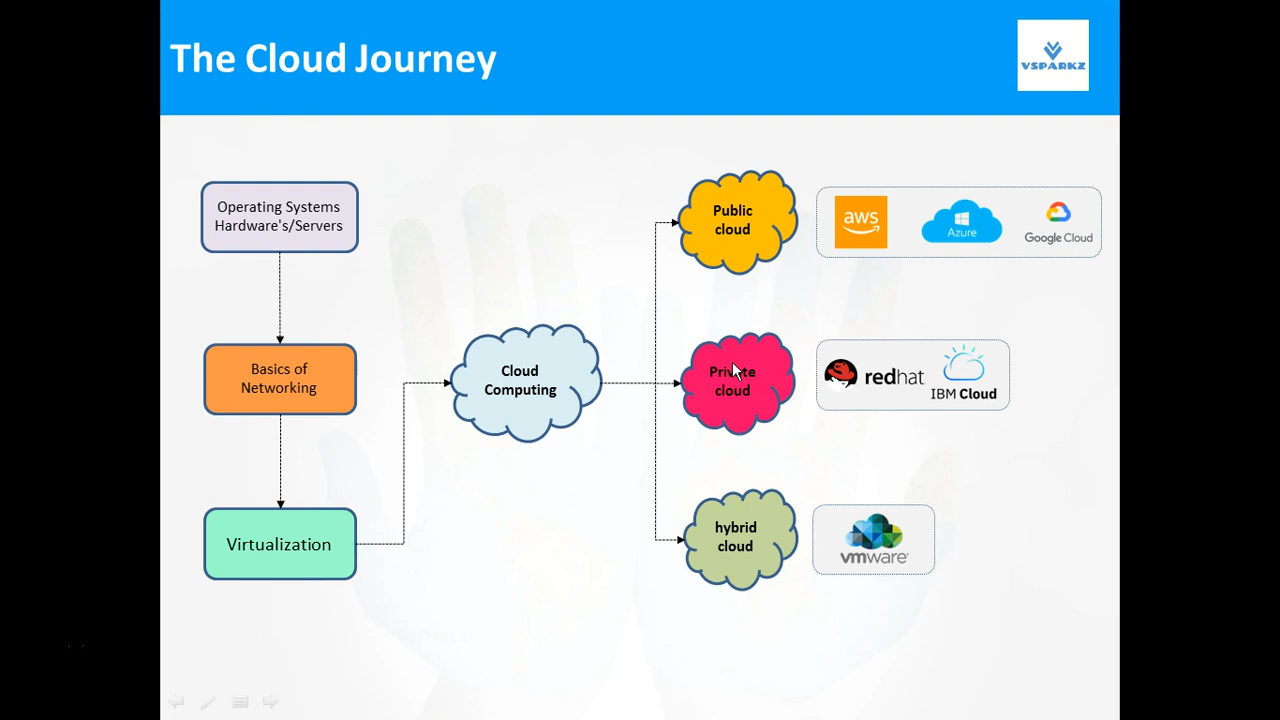 The Cloud Journey
VSPARKZ
Operating Systems
Hardware's/Servers
Basics of
Networking
Virtualization
Cloud
Computing
Public
cloud
aws
Azure
Google Cloud
Private
cloud
redhat
IBM Cloud
hybrid
cloud
vmware